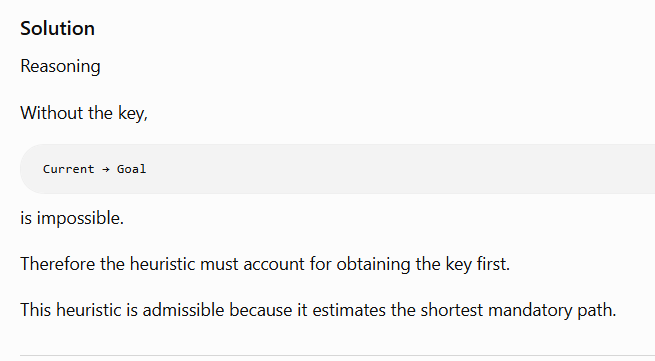 Solution
Reasoning
Without the key,
Current → Goal
is impossible.
Therefore the heuristic must account for obtaining the key first.
This heuristic is admissible because it estimates the shortest mandatory path.